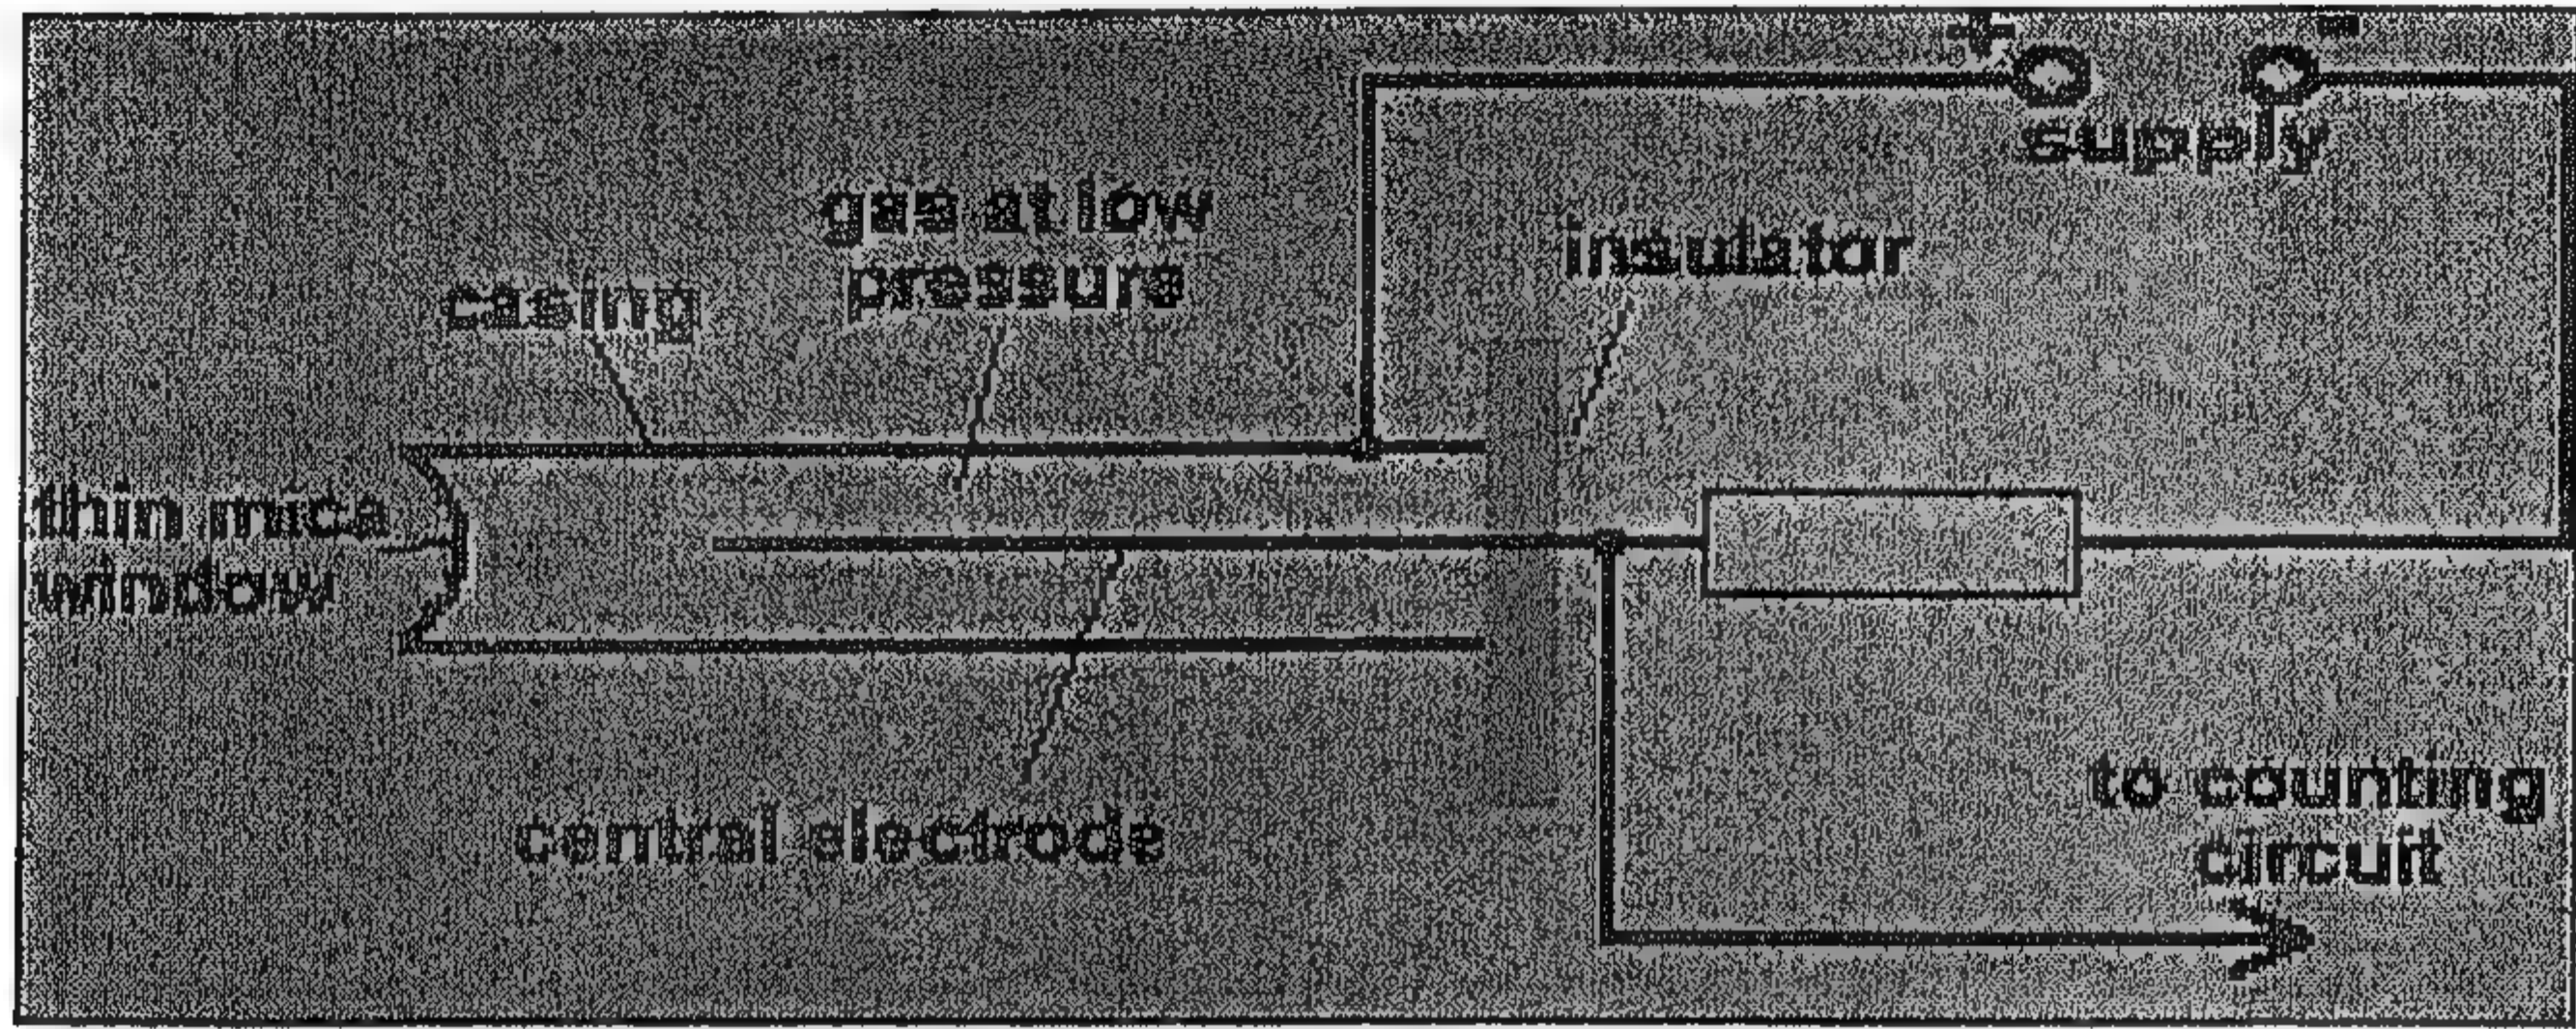 + -
supply
gas at low
pressure
insulator
casing
thin mica
window
central electrode
to counting
circuit